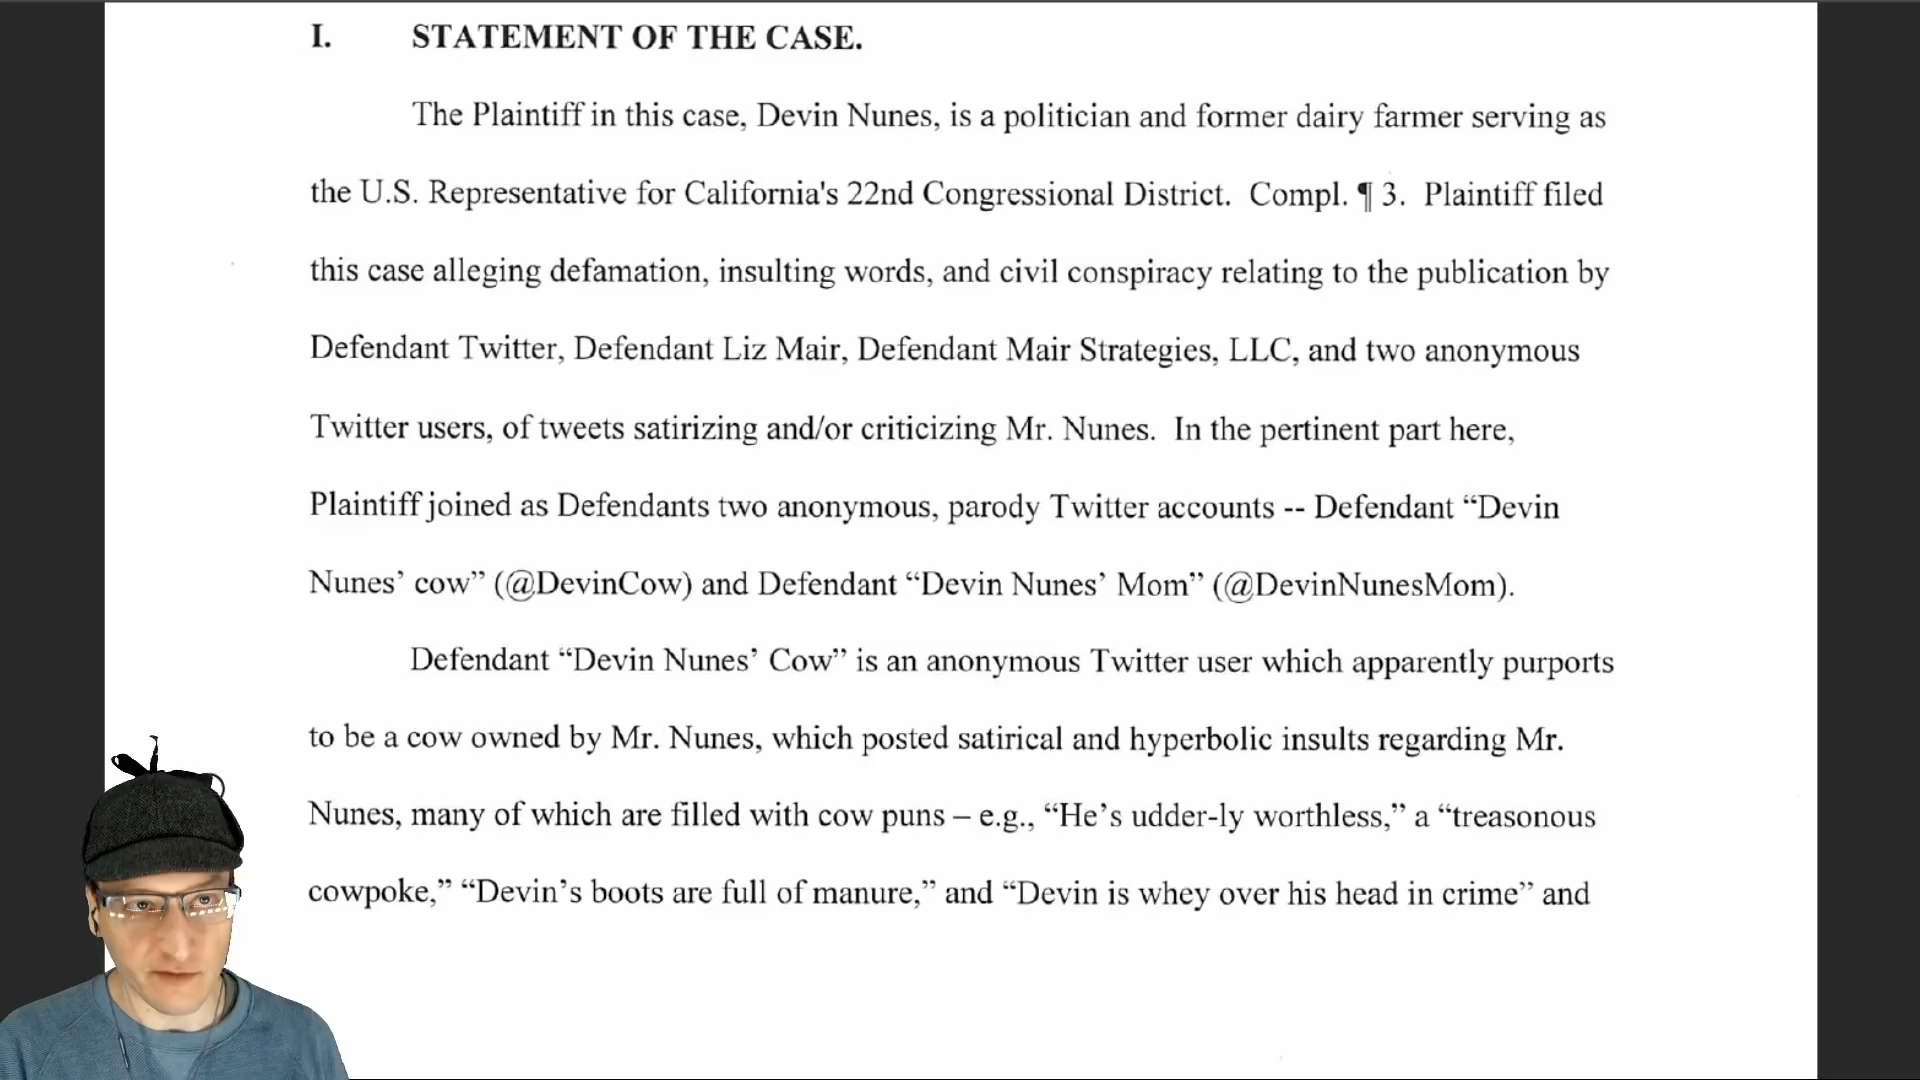 I. STATEMENT OF THE CASE.
The Plaintiff in this case, Devin Nunes, is a politician and former dairy farmer serving as
the U.S. Representative for California's 22nd Congressional District. Compl. ¶ 3. Plaintiff filed
this case alleging defamation, insulting words, and civil conspiracy relating to the publication by
Defendant Twitter, Defendant Liz Mair, Defendant Mair Strategies, LLC, and two anonymous
Twitter users, of tweets satirizing and/or criticizing Mr. Nunes. In the pertinent part here,
Plaintiff joined as Defendants two anonymous, parody Twitter accounts -- Defendant “Devin
Nunes’ cow” (@DevinCow) and Defendant “Devin Nunes’ Mom” (@DevinNunesMom).
Defendant “Devin Nunes’ Cow” is an anonymous Twitter user which apparently purports
to be a cow owned by Mr. Nunes, which posted satirical and hyperbolic insults regarding Mr.
Nunes, many of which are filled with cow puns – e.g., “He’s udder-ly worthless,” a “treasonous
cowpoke,” “Devin’s boots are full of manure,” and “Devin is whey over his head in crime” and